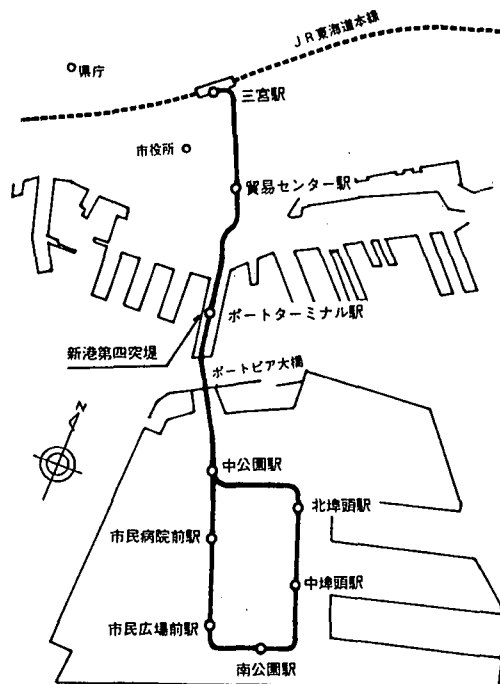 JR東海道本線
県庁
三宮駅
市役所
貿易センター駅
ポートターミナル駅
新港第四突堤
ポートピア大橋
N
中公園駅
北埠頭駅
市民病院前駅
中埠頭駅
市民広場前駅
南公園駅